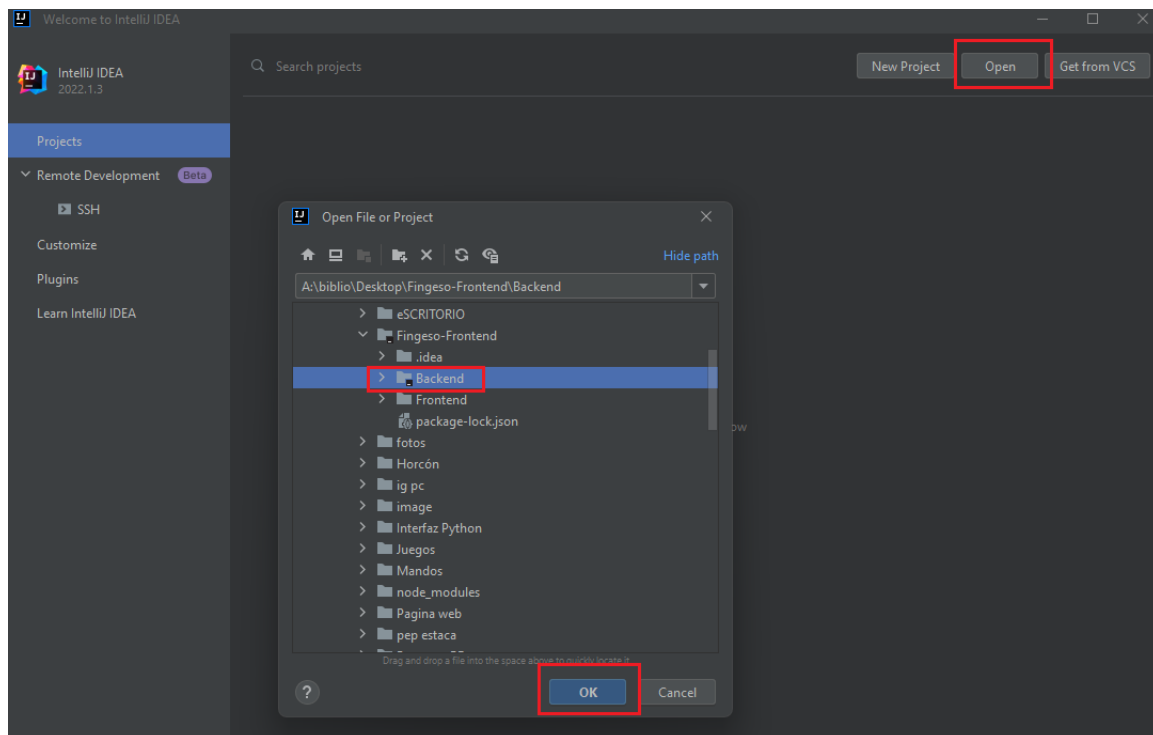 Welcome to IntelliJ IDEA
IntelliJ IDEA
2022.1.3
Search projects
New Project
Open
Get from VCS
Projects
Remote Development
Beta
SSH
Customize
Plugins
Learn IntelliJ IDEA
Open File or Project
Hide path
A:\biblio\Desktop\Fingeso-Frontend\Backend
eSCRITORIO
Fingeso-Frontend
.idea
Backend
Frontend
package-lock.json
fotos
Horcón
ig pc
image
Interfaz Python
Juegos
Mandos
node_modules
Pagina web
pep estaca
Drag and drop a file into the space above to quickly locate it
?
OK
Cancel